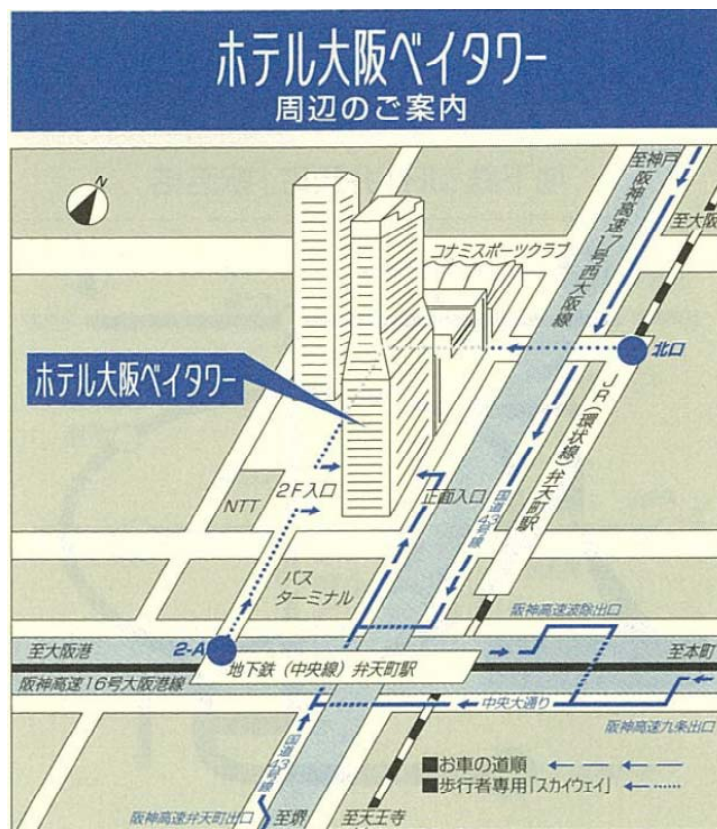 ホテル大阪ベイタワー
周辺のご案内
N
至神戸
阪神高速17号西大阪線
至大阪
コナミスポーツクラブ
北口
ホテル大阪ベイタワー
JR(環状線)弁天町駅
2F入口
正面入口
国道43号線
NTT
バス
ターミナル
阪神高速波除出口
至大阪港
2-A
地下鉄(中央線)弁天町駅
至本町
阪神高速16号大阪港線
中央大通り
阪神高速九条出口
国道43号線
■お車の道順
■歩行者専用「スカイウェイ」
阪神高速弁天町出口
至堺
至天王寺